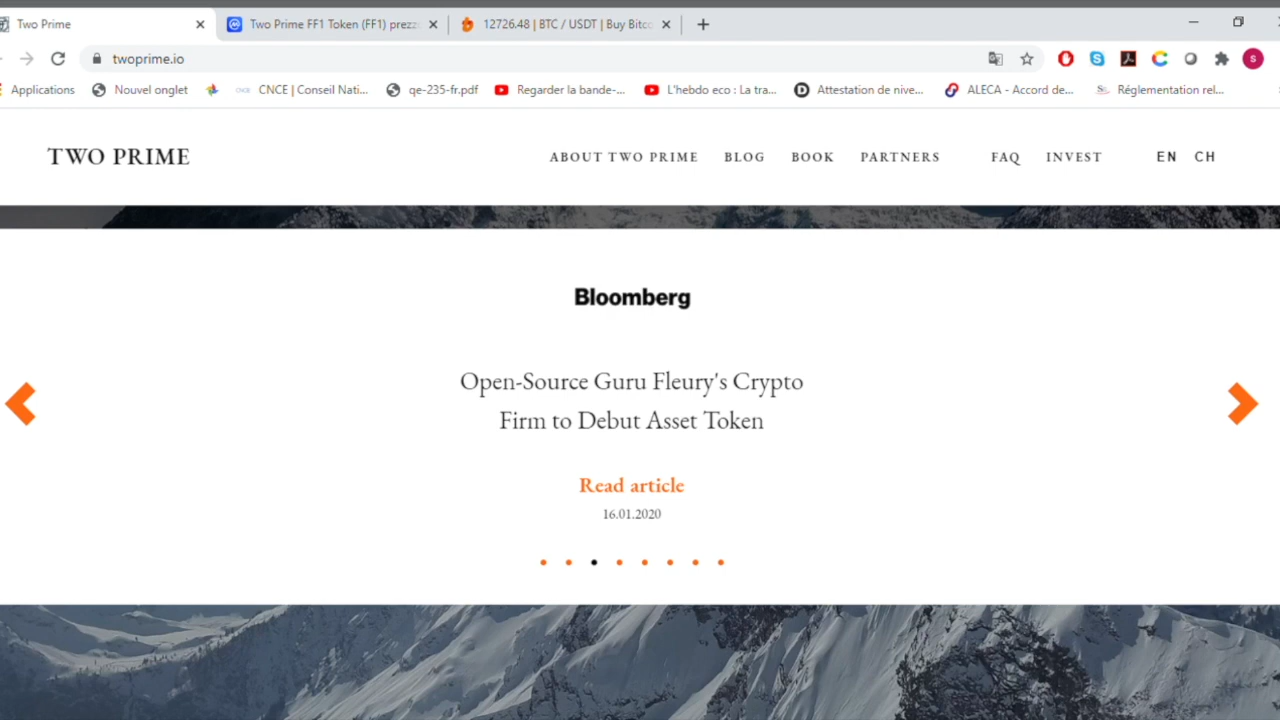 Two Prime
Two Prime FF1 Token (FF1) prezz
12726.48 | BTC / USDT | Buy Bitco
twoprime.io
S
Applications
Nouvel onglet
CNCE | Conseil Nati...
qe-235-fr.pdf
Regarder la bande-...
L'hebdo eco : La tra...
Attestation de nive...
ALECA - Accord de...
Réglementation rel...
TWO PRIME
ABOUT TWO PRIME
BLOG
BOOK
PARTNERS
FAQ
INVEST
EN
CH
Bloomberg
Open-Source Guru Fleury's Crypto
Firm to Debut Asset Token
Read article
16.01.2020